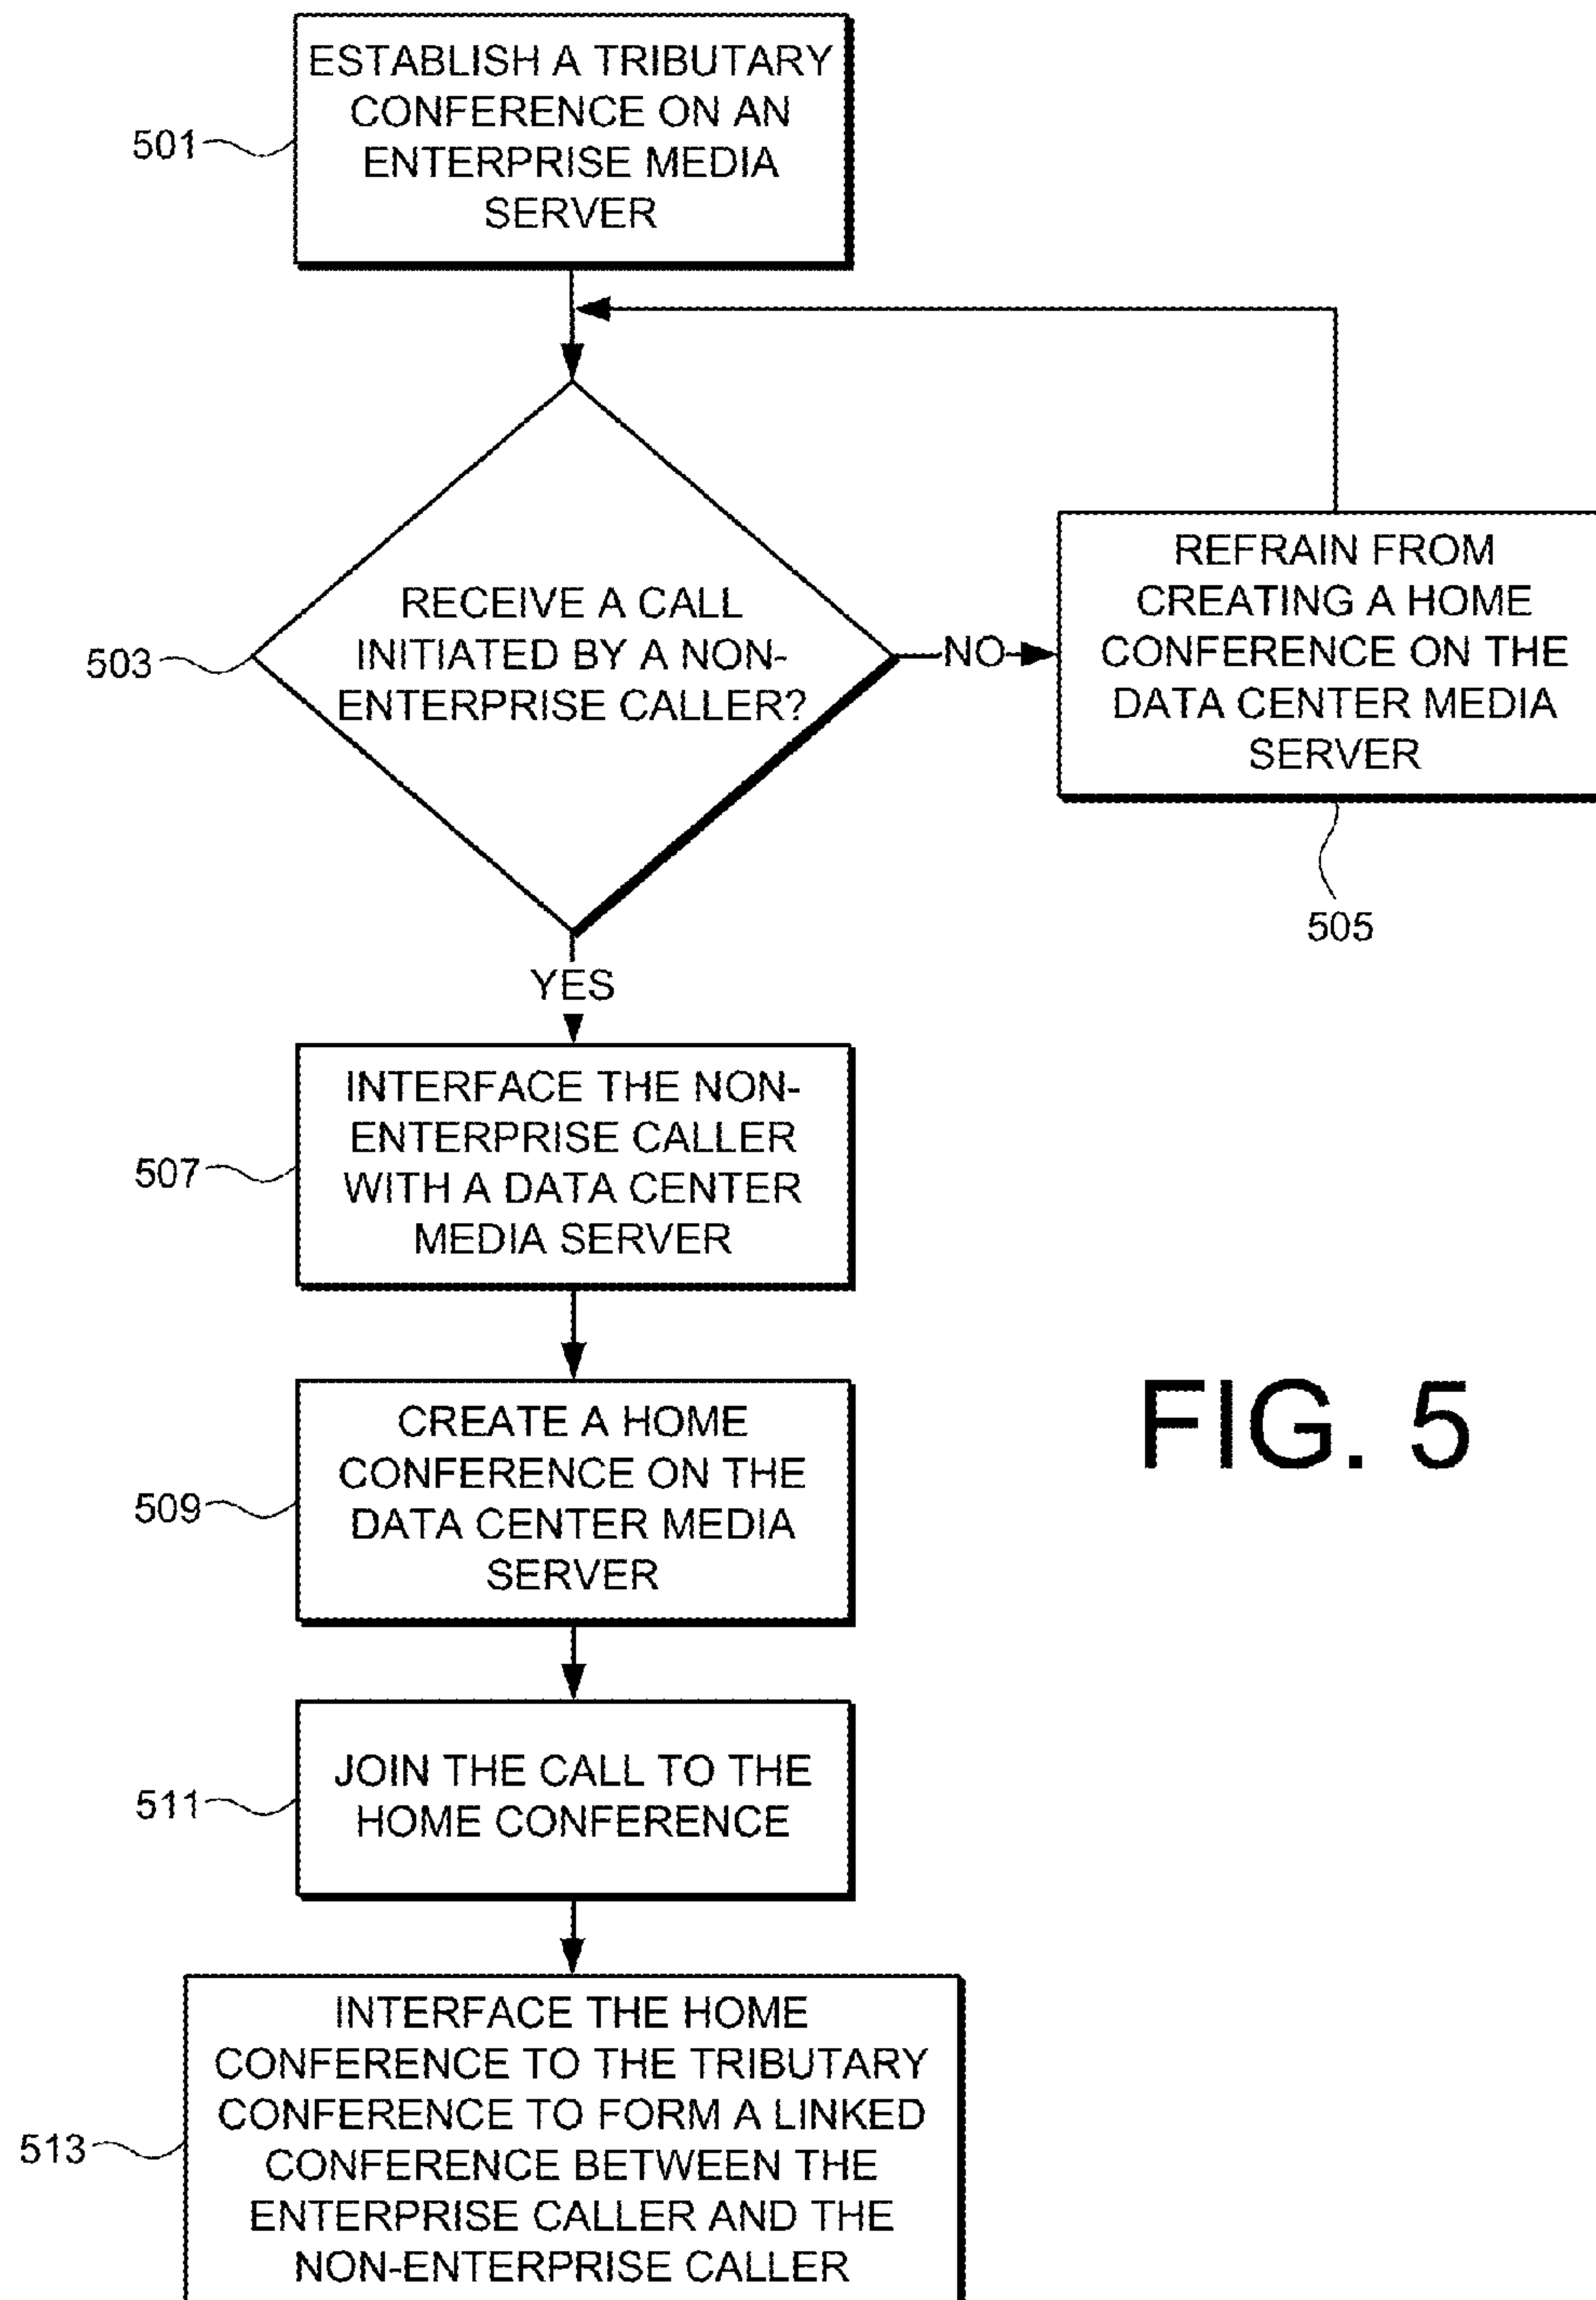 ESTABLISH A TRIBUTARY
CONFERENCE ON AN
ENTERPRISE MEDIA
SERVER
501
RECEIVE A CALL
INITIATED BY A NON-
ENTERPRISE CALLER?
503
NO
REFRAIN FROM
CREATING A HOME
CONFERENCE ON THE
DATA CENTER MEDIA
SERVER
505
YES
INTERFACE THE NON-
ENTERPRISE CALLER
WITH A DATA CENTER
MEDIA SERVER
507
CREATE A HOME
CONFERENCE ON THE
DATA CENTER MEDIA
SERVER
509
FIG. 5
JOIN THE CALL TO THE
HOME CONFERENCE
511
INTERFACE THE HOME
CONFERENCE TO THE TRIBUTARY
CONFERENCE TO FORM A LINKED
CONFERENCE BETWEEN THE
ENTERPRISE CALLER AND THE
NON-ENTERPRISE CALLER
513